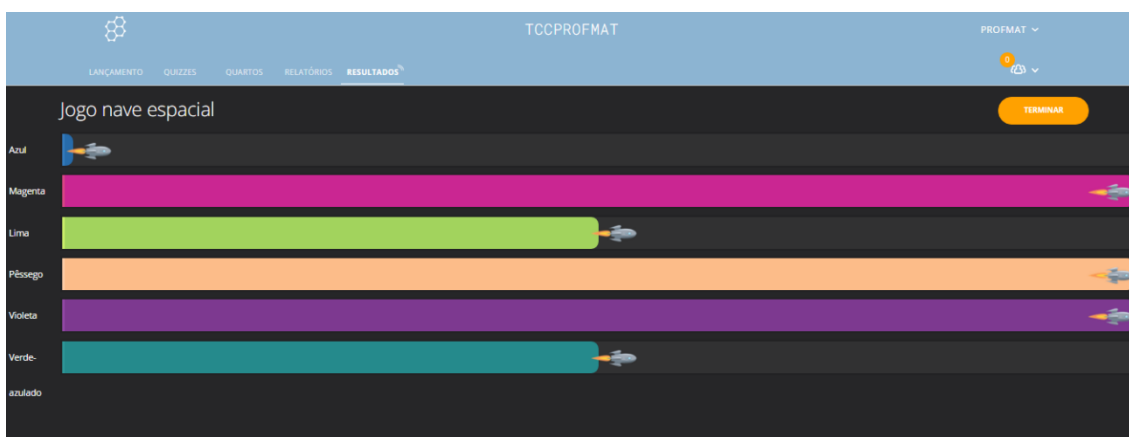 TCCPROFMAT
PROFMAT
LANÇAMENTO QUIZZES QUARTOS RELATÓRIOS RESULTADOS
0
Jogo nave espacial
TERMINAR
Azul
Magenta
Lima
Pêssego
Violeta
Verde-
azulado